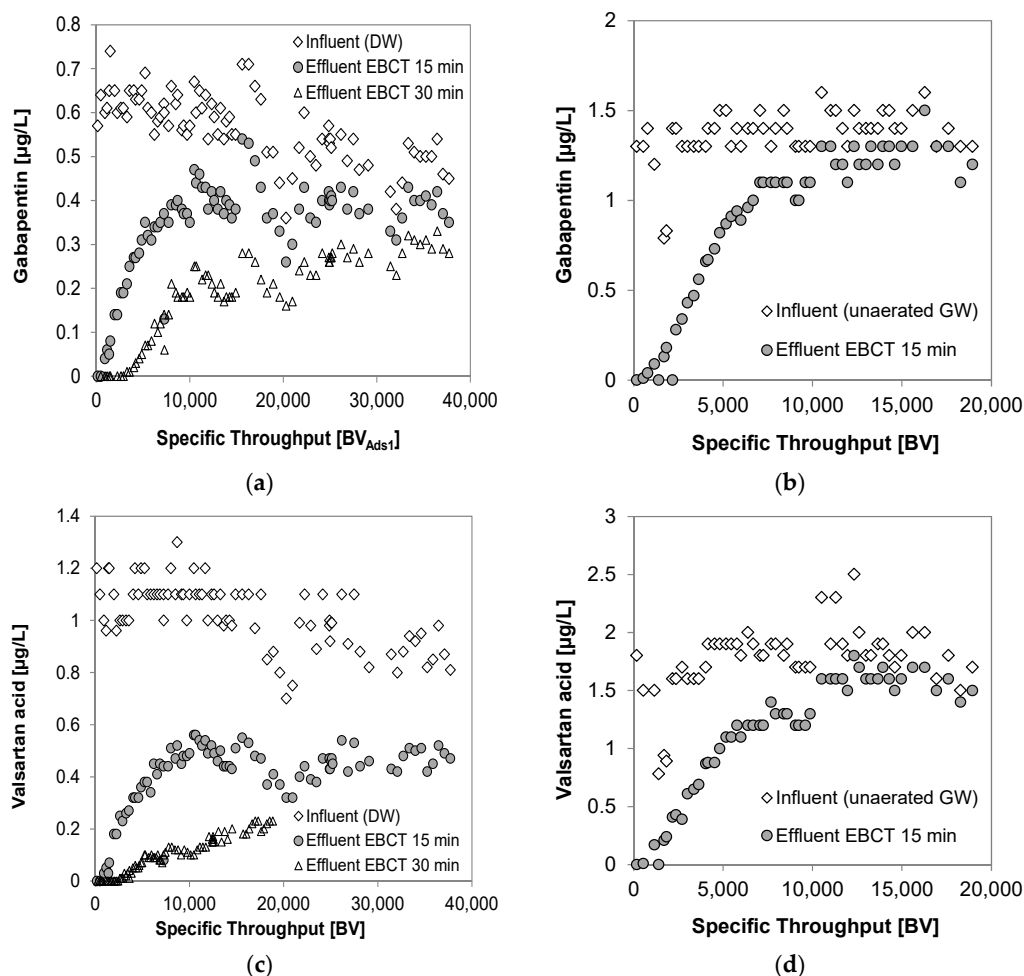 0.8
0.7
0.6
0.5
0.4
0.3
0.2
0.1
0
Gabapentin [µg/L]
Influent (DW)
Effluent EBCT 15 min
Effluent EBCT 30 min
0 10,000 20,000 30,000 40,000
Specific Throughput [BV_Ads1]
(a)
2
1.5
1
0.5
0
Gabapentin [µg/L]
Influent (unaerated GW)
Effluent EBCT 15 min
0 5,000 10,000 15,000 20,000
Specific Throughput [BV]
(b)
1.4
1.2
1
0.8
0.6
0.4
0.2
0
Valsartan acid [µg/L]
Influent (DW)
Effluent EBCT 15 min
Effluent EBCT 30 min
0 10,000 20,000 30,000 40,000
Specific Throughput [BV]
(c)
3
2.5
2
1.5
1
0.5
0
Valsartan acid [µg/L]
Influent (unaerated GW)
Effluent EBCT 15 min
0 5,000 10,000 15,000 20,000
Specific Throughput [BV]
(d)